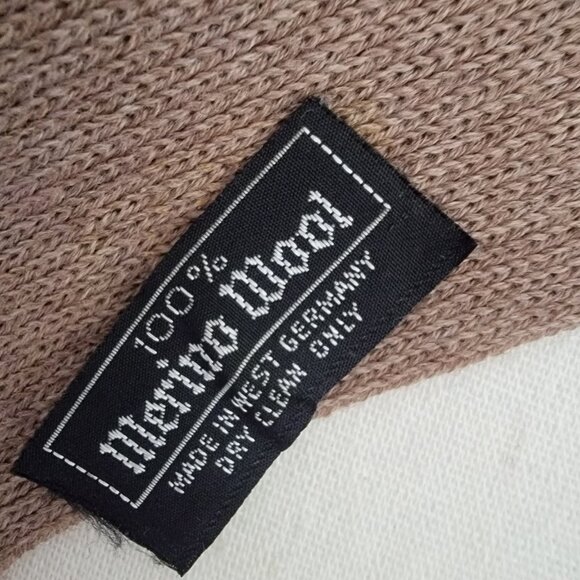 100%
Merino Wool
MADE IN WEST GERMANY
DRY CLEAN ONLY